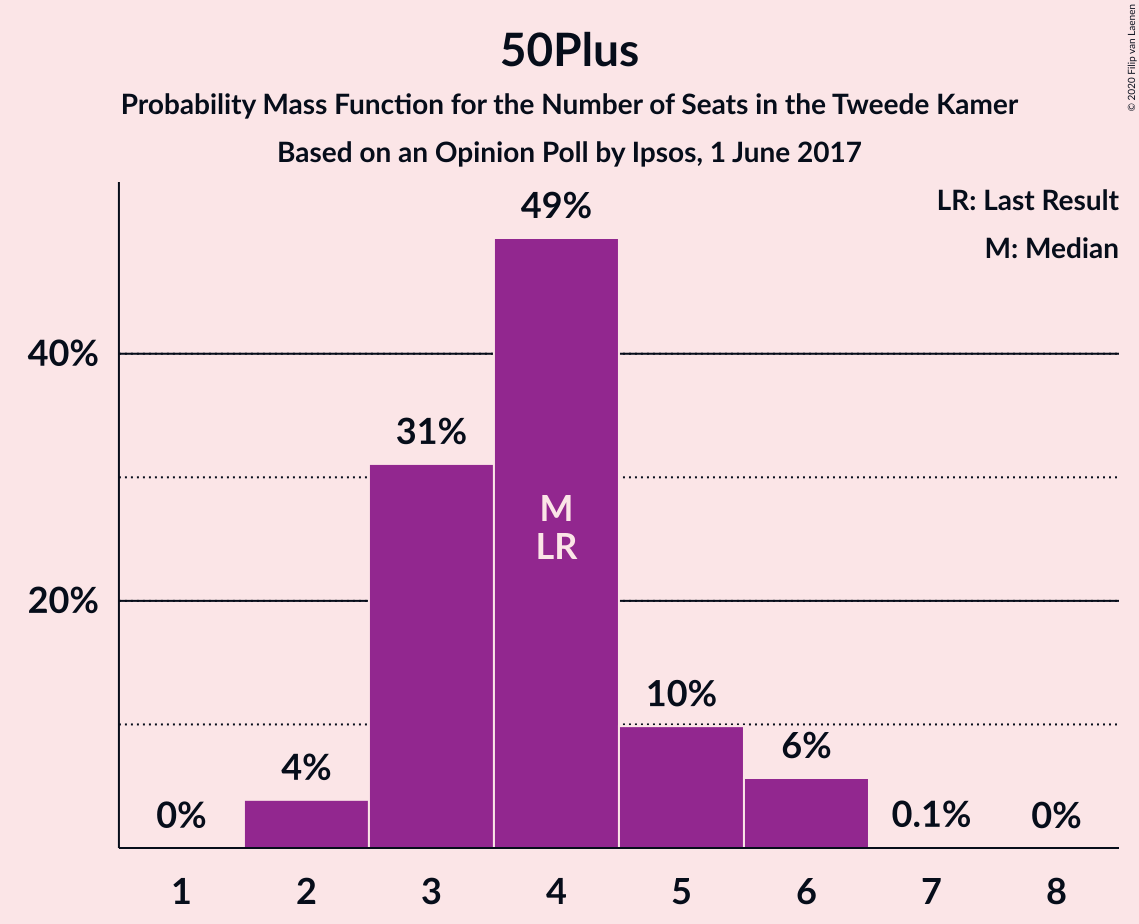 50Plus
Probability Mass Function for the Number of Seats in the Tweede Kamer
Based on an Opinion Poll by Ipsos, 1 June 2017
© 2020 Filip van Laenen
LR: Last Result
M: Median
49%
40%
31%
M
LR
20%
10%
6%
4%
0%
0.1%
0%
1 2 3 4 5 6 7 8